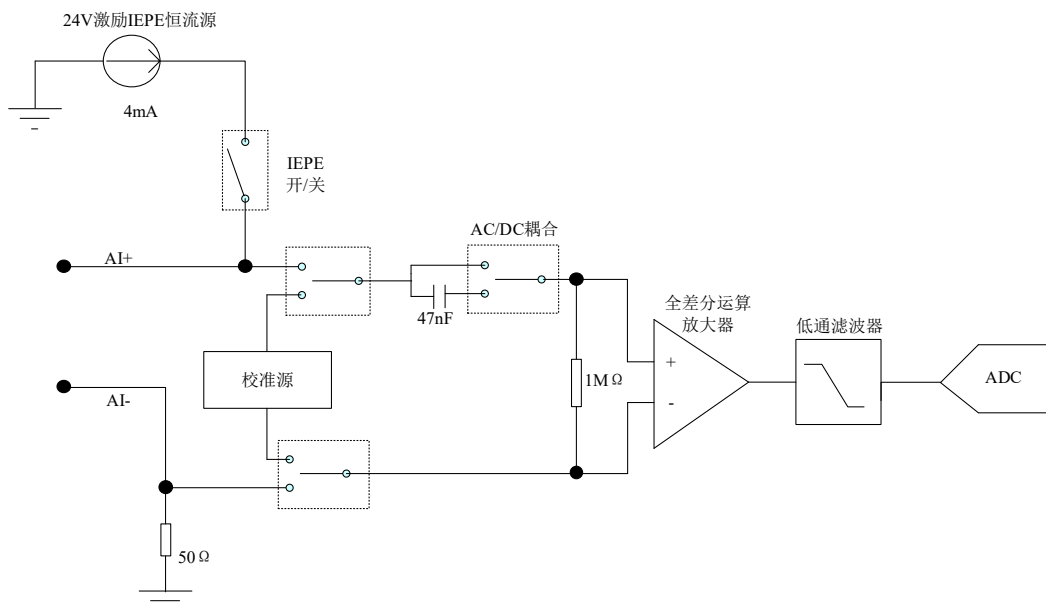 24V激励IEPE恒流源
4mA
IEPE
开/关
AC/DC耦合
AI+
47nF
全差分运算
放大器
低通滤波器
+
1MΩ
ADC
校准源
AI-
-
50Ω